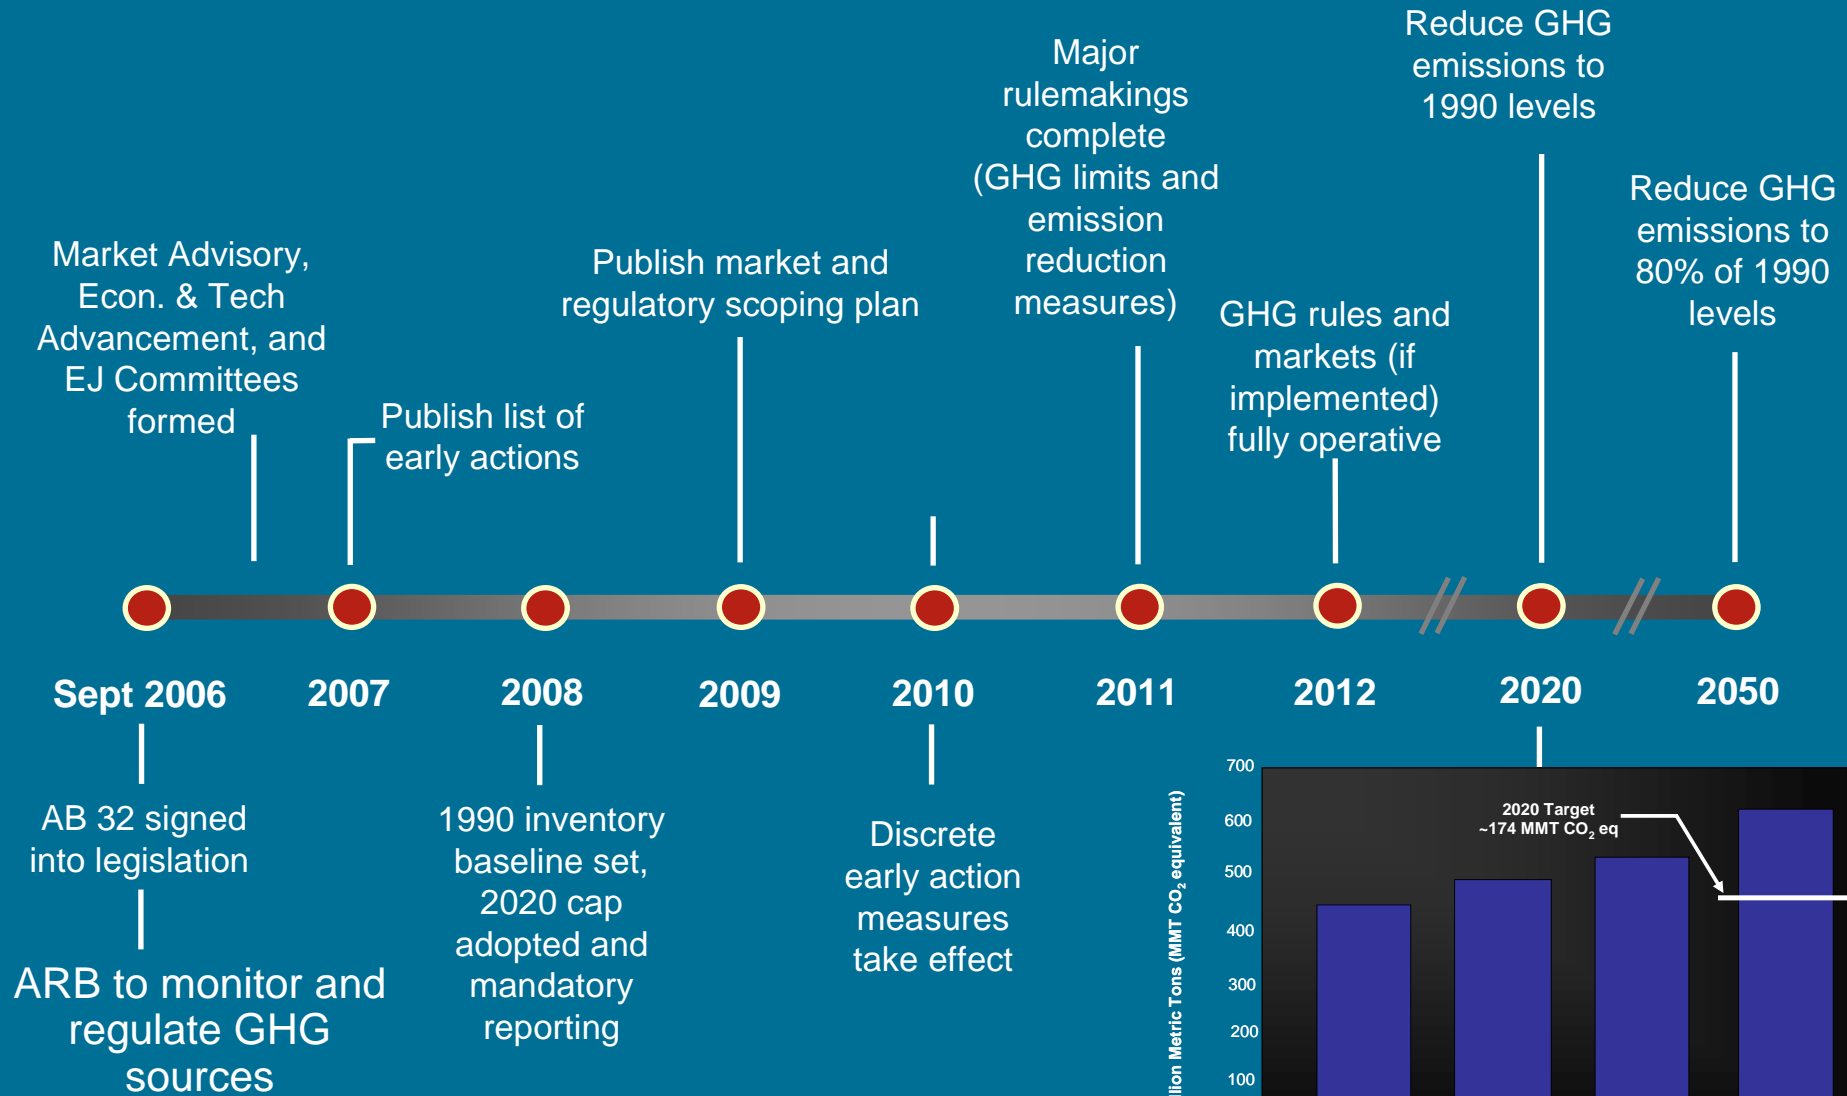 Reduce GHG
emissions to
1990 levels
Major
rulemakings
complete
(GHG limits and
emission
reduction
measures)
Reduce GHG
emissions to
80% of 1990
levels
Market Advisory,
Econ. & Tech
Advancement, and
EJ Committees
formed
Publish market and
regulatory scoping plan
GHG rules and
markets (if
implemented)
fully operative
Publish list of
early actions
Sept 2006
2007
2008
2009
2010
2011
2012
2020
2050
AB 32 signed
into legislation
ARB to monitor and
regulate GHG
sources
1990 inventory
baseline set,
2020 cap
adopted and
mandatory
reporting
Discrete
early action
measures
take effect
700
600
500
400
300
200
100
Metric Tons (MMT CO₂ equivalent)
2020 Target
~174 MMT CO₂ eq